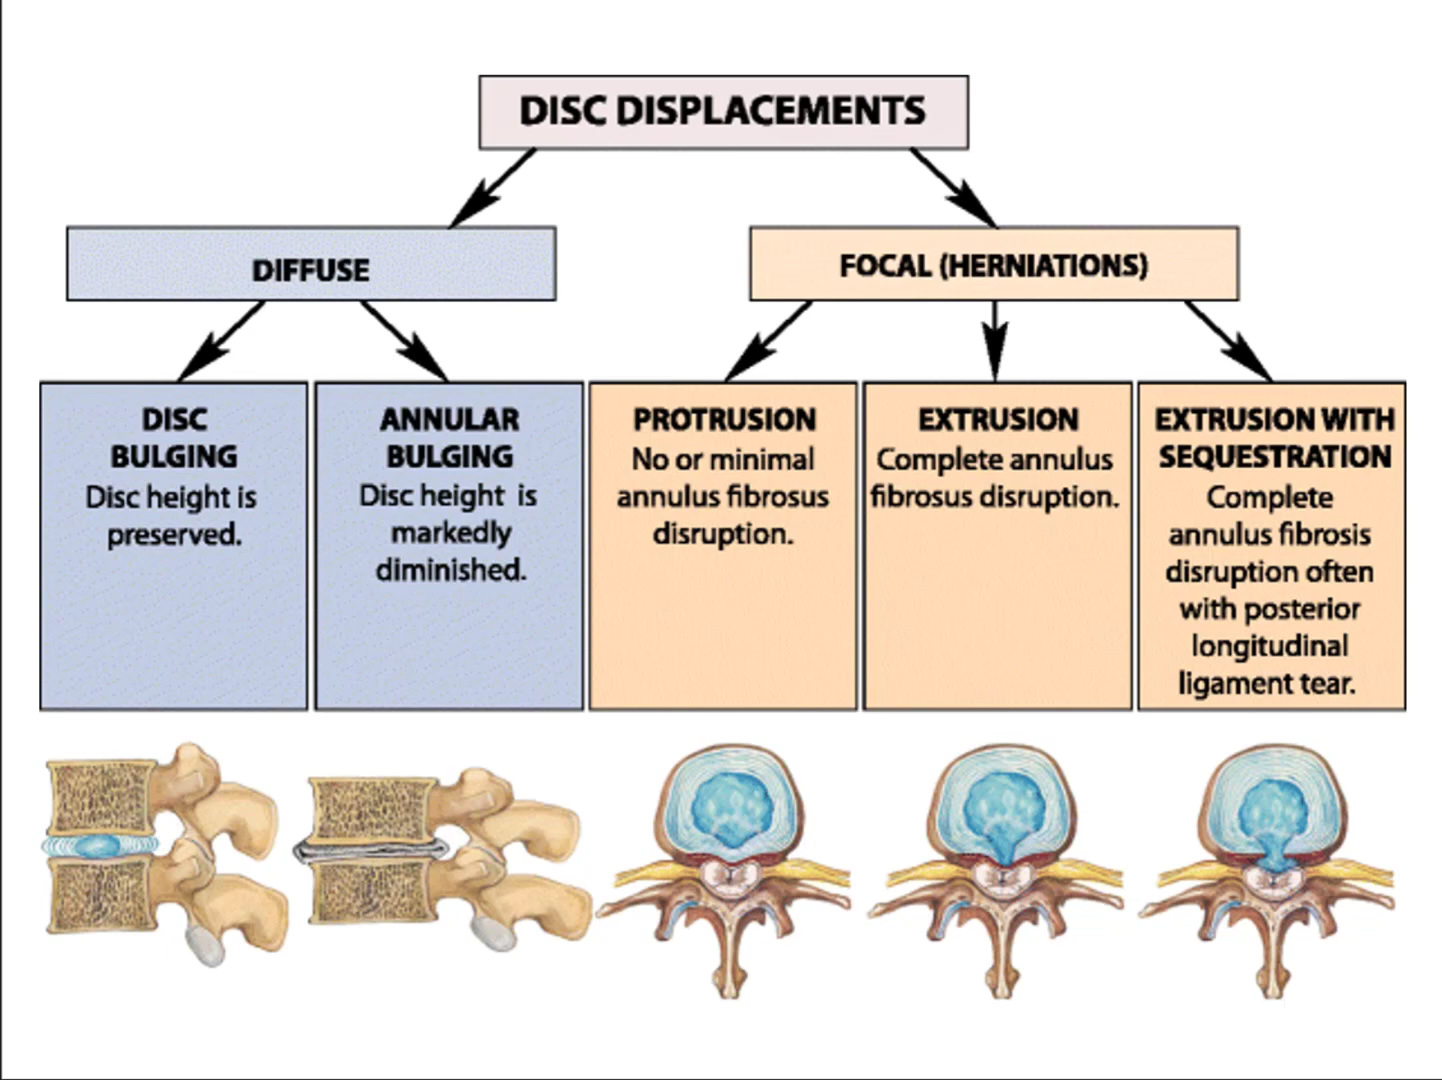 DISC DISPLACEMENTS
DIFFUSE
FOCAL (HERNIATIONS)
DISC
BULGING
Disc height is
preserved.
ANNULAR
BULGING
Disc height is
markedly
diminished.
PROTRUSION
No or minimal
annulus fibrosus
disruption.
EXTRUSION
Complete annulus
fibrosus disruption.
EXTRUSION WITH
SEQUESTRATION
Complete
annulus fibrosis
disruption often
with posterior
longitudinal
ligament tear.